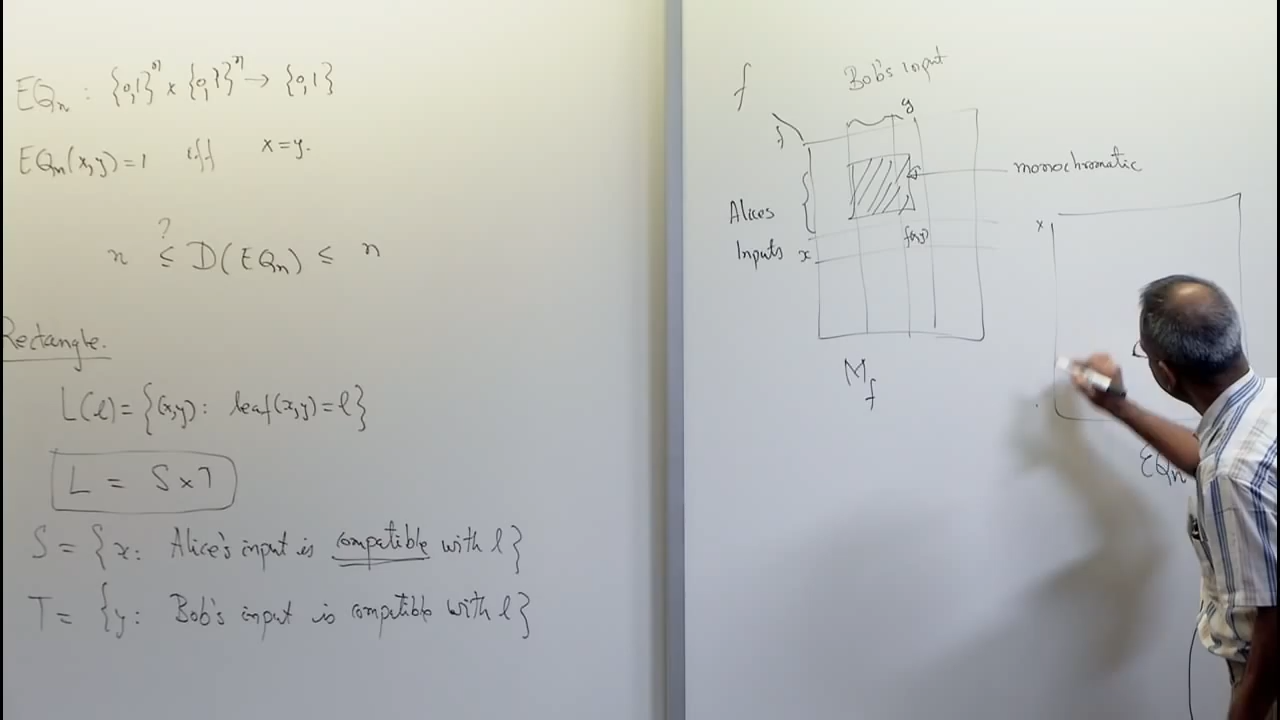 EQₙ : {0,1}ⁿ × {0,1}ⁿ → {0,1}
EQₙ(x,y)=1 iff x=y.
?
n ≤ D(EQₙ) ≤ n
Rectangle.
L(l) = {(x,y): leaf(x,y)=l}
L = S×T
S = {x: Alice's input is compatible with l}
T = {y: Bob's input is compatible with l}
f
Bob's input
y
monochromatic
Alices
Inputs x
f(x,y)
M_f
x
EQₙ